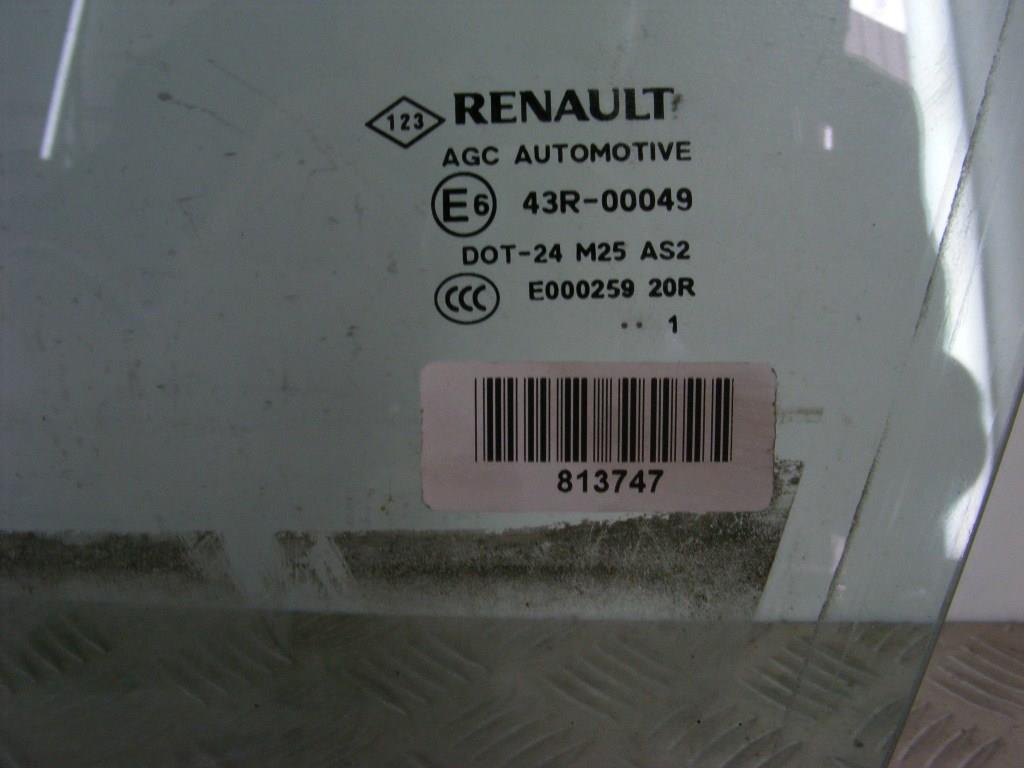 123 RENAULT
AGC AUTOMOTIVE
E6 43R-00049
DOT-24 M25 AS2
CCC E000259 20R
.. 1
813747